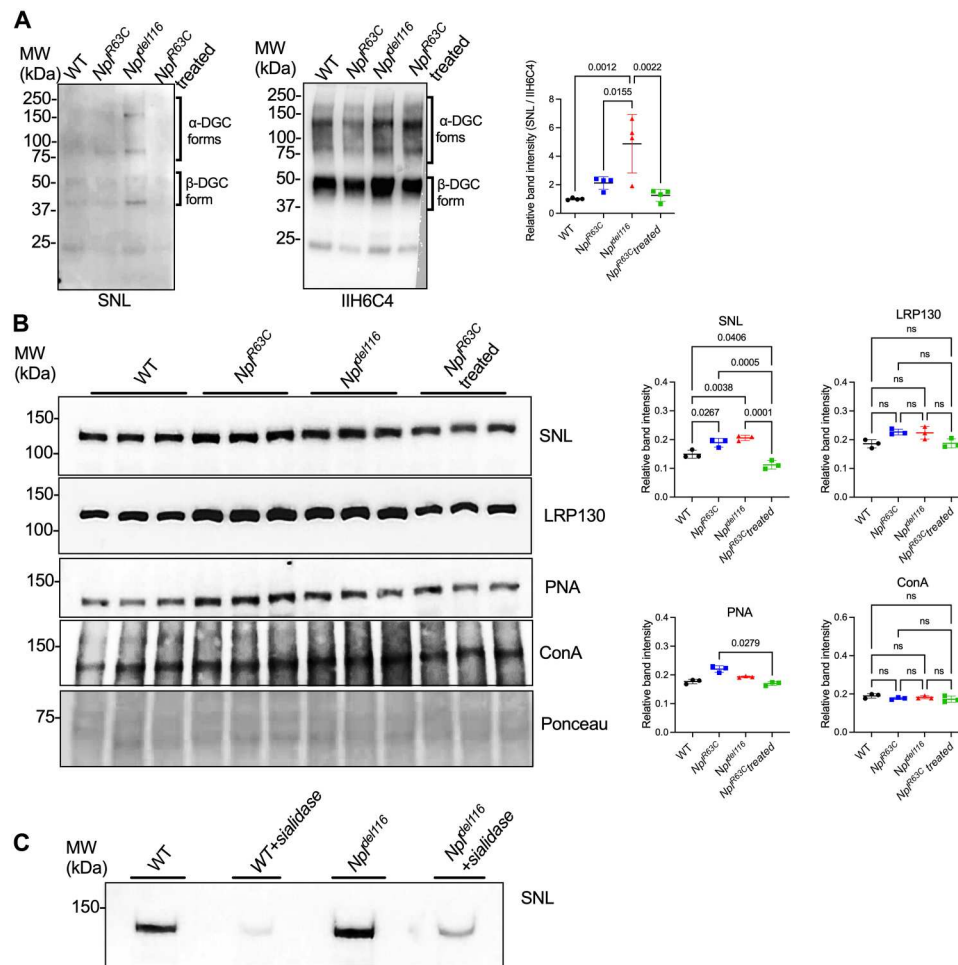 A
MW
(kDa)
WT
Npl^R63C
Npl^del116
Npl^R63C
treated
250
150
100
75
50
37
25
α-DGC
forms
β-DGC
form
SNL
MW
(kDa)
WT
Npl^R63C
Npl^del116
Npl^R63C
treated
250
150
100
75
50
37
25
α-DGC
forms
β-DGC
form
IIH6C4
Relative band intensity (SNL / IIH6C4)
0.0012
0.0022
0.0155
8
6
4
2
0
WT
Npl^R63C
Npl^del116
Npl^R63C treated
B
MW
(kDa)
WT
Npl^R63C
Npl^del116
Npl^R63C
treated
150
100
SNL
150
100
LRP130
150
PNA
150
ConA
75
Ponceau
SNL
Relative band intensity
0.0406
0.0005
0.0038
0.0267
0.0001
0.4
0.3
0.2
0.1
0.0
WT
Npl^R63C
Npl^del116
Npl^R63C treated
LRP130
Relative band intensity
ns
ns
ns
ns
ns
ns
0.4
0.3
0.2
0.1
0.0
WT
Npl^R63C
Npl^del116
Npl^R63C treated
PNA
Relative band intensity
0.0279
0.4
0.3
0.2
0.1
0.0
WT
Npl^R63C
Npl^del116
Npl^R63C treated
ConA
Relative band intensity
ns
ns
ns
ns
ns
ns
0.6
0.4
0.2
0.0
WT
Npl^R63C
Npl^del116
Npl^R63C treated
C
MW
(kDa)
WT
WT+sialidase
Npl^del116
Npl^del116
+sialidase
150
SNL